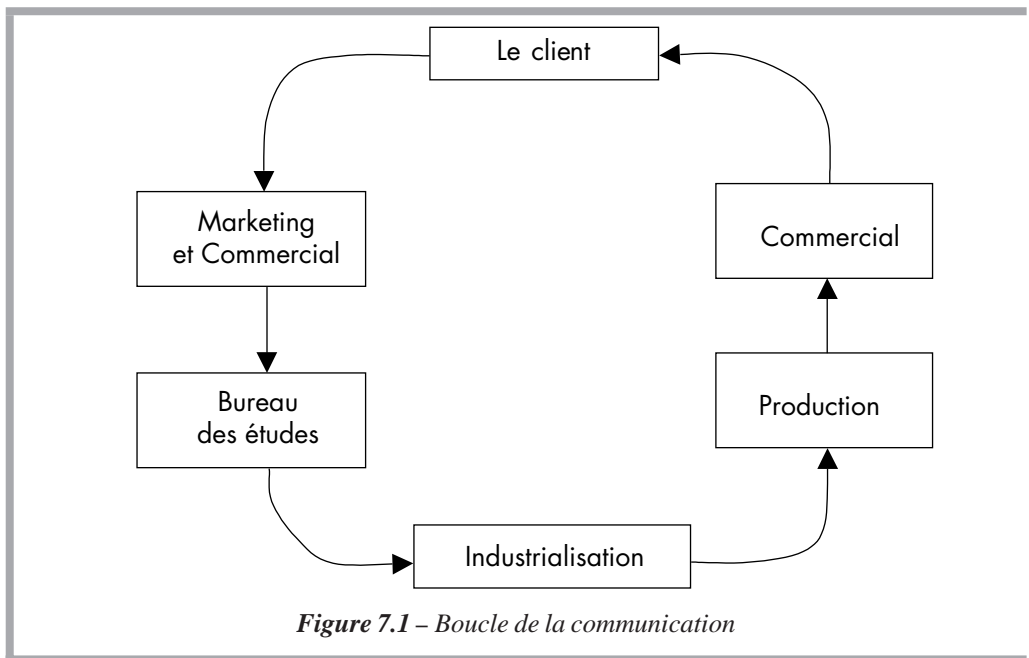 Le client
Marketing
et Commercial
Commercial
Bureau
des études
Production
Industrialisation
Figure 7.1 – Boucle de la communication